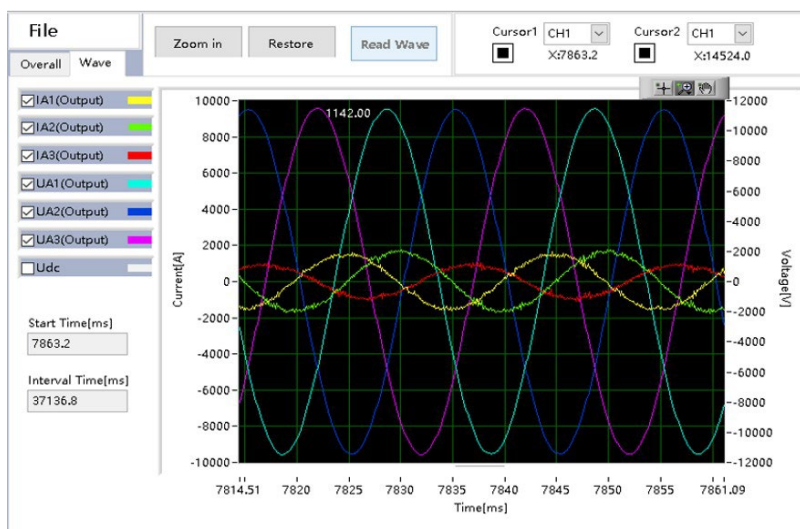 File
Zoom in
Restore
Read Wave
Cursor1 CH1
X:7863.2
Cursor2 CH1
X:14524.0
Overall
Wave
IA1(Output)
IA2(Output)
IA3(Output)
UA1(Output)
UA2(Output)
UA3(Output)
Udc
Start Time[ms]
7863.2
Interval Time[ms]
37136.8
1142.00
Current[A]
10000
8000
6000
4000
2000
0
-2000
-4000
-6000
-8000
-10000
Voltage[V]
12000
10000
8000
6000
4000
2000
0
-2000
-4000
-6000
-8000
-10000
-12000
7814.51 7820 7825 7830 7835 7840 7845 7850 7855 7861.09
Time[ms]